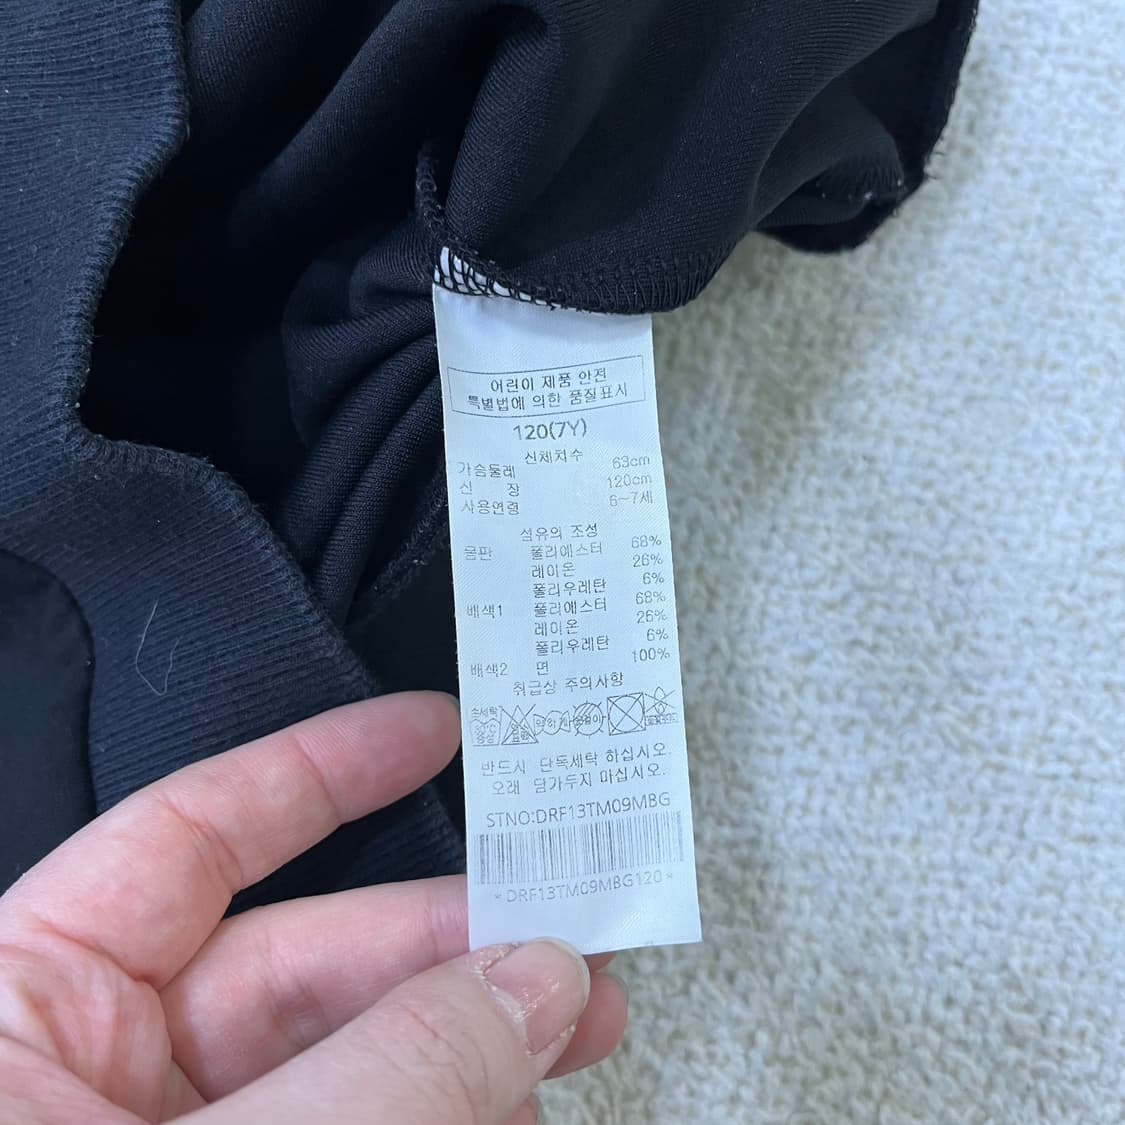 어린이 제품 안전
특별법에 의한 품질표시
120(7Y)
신체치수
가슴둘레 63cm
신 장 120cm
사용연령 6~7세
섬유의 조성
몸판 폴리에스터 68%
레이온 26%
폴리우레탄 6%
배색1 폴리에스터 68%
레이온 26%
폴리우레탄 6%
배색2 면 100%
취급상 주의사항
손세탁
중성
반드시 단독세탁 하십시오.
오래 담가두지 마십시오.
STNO:DRF13TM09MBG
*DRF13TM09MBG120*